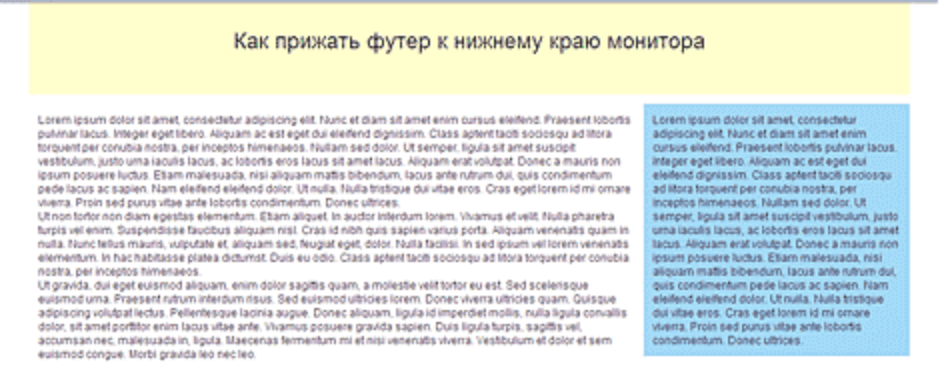 Как прижать футер к нижнему краю монитора
Lorem ipsum dolor sit amet, consectetur adipiscing elit. Nunc et diam sit amet enim cursus eleifend. Praesent lobortis
pulvinar lacus. Integer eget libero. Aliquam ac est eget dui eleifend dignissim. Class aptent taciti sociosqu ad litora
torquent per conubia nostra, per inceptos himenaeos. Nullam sed dolor. Ut semper, ligula sit amet suscipit
vestibulum, justo urna iaculis lacus, ac lobortis eros lacus sit amet lacus. Aliquam erat volutpat. Donec a mauris non
ipsum posuere luctus. Etiam malesuada, nisi aliquam mattis bibendum, lacus ante rutrum dui, quis condimentum
pede lacus ac sapien. Nam eleifend eleifend dolor. Ut nulla. Nulla tristique dui vitae eros. Cras eget lorem id mi ornare
viverra. Proin sed purus vitae ante lobortis condimentum. Donec ultrices.
Ut non tortor non diam egestas elementum. Etiam aliquet. In auctor interdum lorem. Vivamus et velit. Nulla pharetra
turpis vel enim. Suspendisse faucibus aliquam nisl. Cras id nibh quis sapien varius porta. Aliquam venenatis quam in
nulla. Nunc tellus mauris, vulputate et, aliquam sed, feugiat eget, dolor. Nulla facilisi. In sed ipsum vel lorem venenatis
elementum. In hac habitasse platea dictumst. Duis eu odio. Class aptent taciti sociosqu ad litora torquent per conubia
nostra, per inceptos himenaeos.
Ut gravida, dui eget euismod aliquam, enim dolor sagittis quam, a molestie velit tortor eu est. Sed scelerisque
euismod urna. Praesent rutrum interdum risus. Sed euismod ultricies lorem. Donec viverra ultricies quam. Quisque
adipiscing volutpat lectus. Pellentesque lacinia augue. Donec aliquam, ligula id imperdiet mollis, nulla ligula convallis
dolor, sit amet porttitor enim lacus vitae ante. Vivamus posuere gravida sapien. Duis ligula turpis, sagittis vel,
accumsan nec, malesuada in, ligula. Maecenas fermentum mi et nisi venenatis viverra. Vestibulum et dolor et sem
euismod congue. Morbi gravida leo nec leo.
Lorem ipsum dolor sit amet, consectetur
adipiscing elit. Nunc et diam sit amet enim
cursus eleifend. Praesent lobortis pulvinar lacus.
Integer eget libero. Aliquam ac est eget dui
eleifend dignissim. Class aptent taciti sociosqu
ad litora torquent per conubia nostra, per
inceptos himenaeos. Nullam sed dolor. Ut
semper, ligula sit amet suscipit vestibulum, justo
urna iaculis lacus, ac lobortis eros lacus sit amet
lacus. Aliquam erat volutpat. Donec a mauris non
ipsum posuere luctus. Etiam malesuada, nisi
aliquam mattis bibendum, lacus ante rutrum dui,
quis condimentum pede lacus ac sapien. Nam
eleifend eleifend dolor. Ut nulla. Nulla tristique
dui vitae eros. Cras eget lorem id mi ornare
viverra. Proin sed purus vitae ante lobortis
condimentum. Donec ultrices.